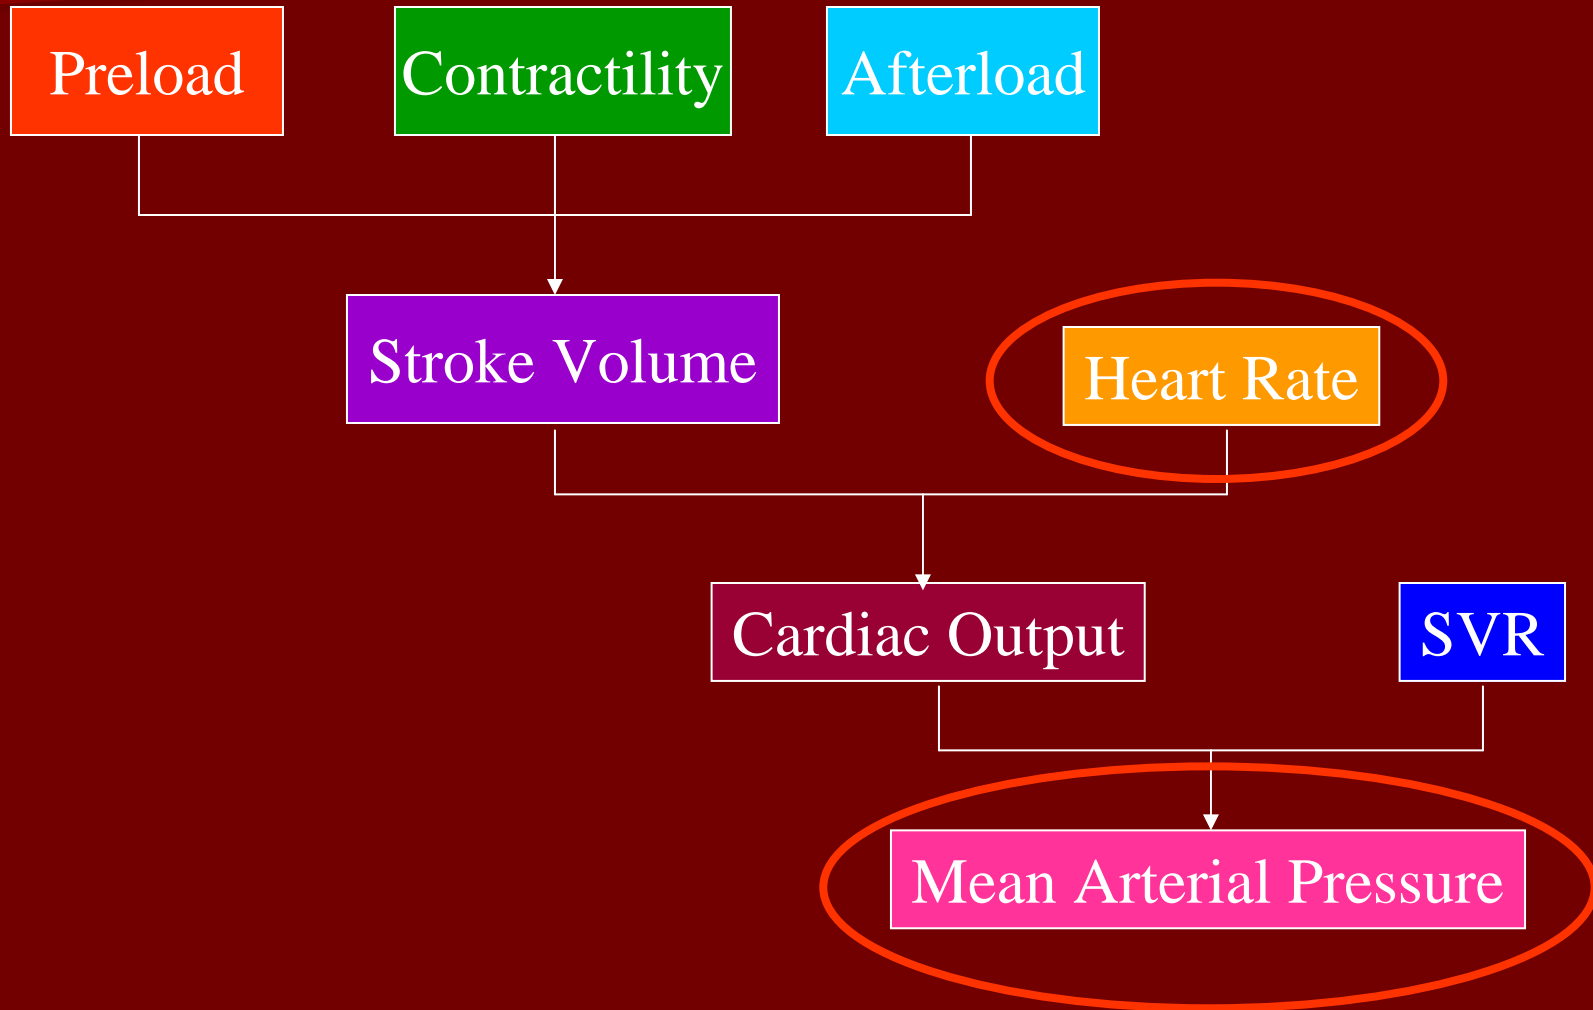 Preload
Contractility
Afterload
Stroke Volume
Heart Rate
Cardiac Output
SVR
Mean Arterial Pressure